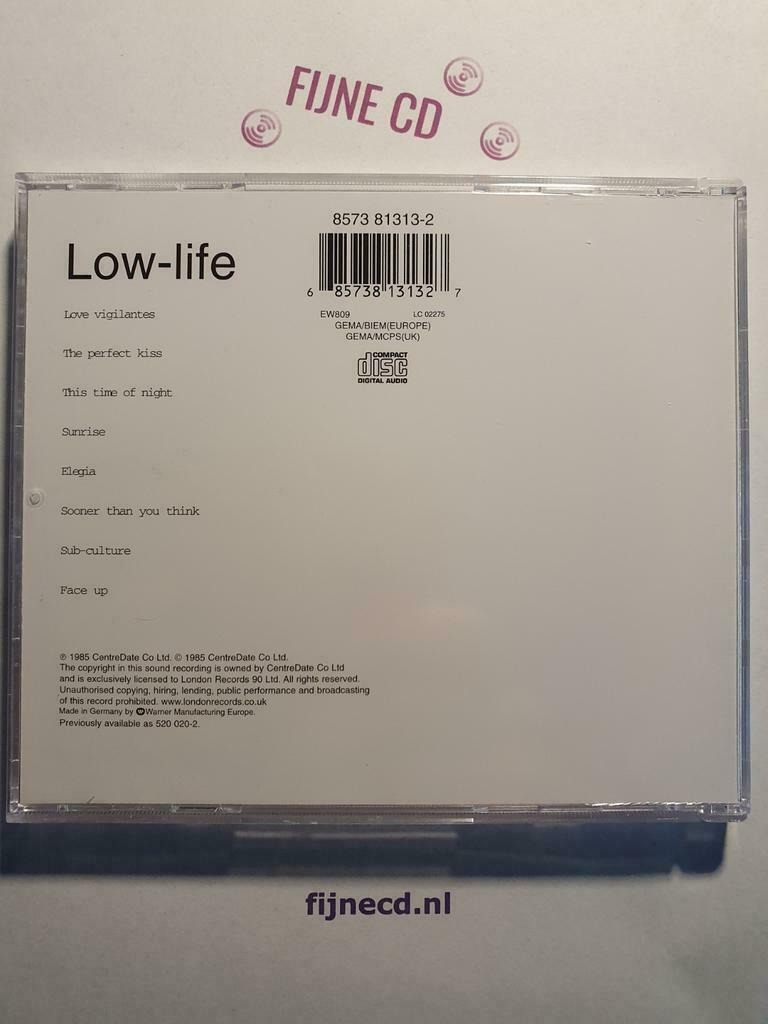 FIJNE CD
8573 81313-2
Low-life
6 85738 13132 7
Love vigilantes
EW809 LC 02275
GEMA/BIEM(EUROPE)
GEMA/MCPS(UK)
The perfect kiss
COMPACT
disc
DIGITAL AUDIO
This time of night
Sunrise
Elegia
Sooner than you think
Sub-culture
Face up
℗ 1985 CentreDate Co Ltd. © 1985 CentreDate Co Ltd.
The copyright in this sound recording is owned by CentreDate Co Ltd
and is exclusively licensed to London Records 90 Ltd. All rights reserved.
Unauthorised copying, hiring, lending, public performance and broadcasting
of this record prohibited. www.londonrecords.co.uk
Made in Germany by Warner Manufacturing Europe.
Previously available as 520 020-2.
fijnecd.nl